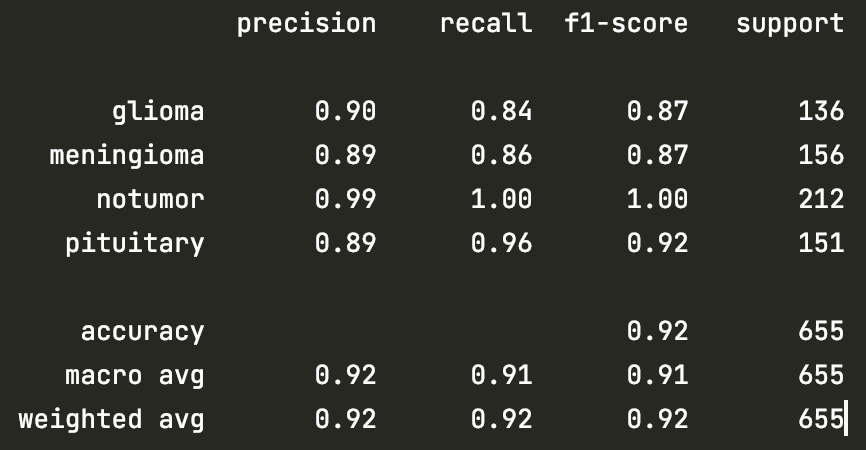 precision recall f1-score support
glioma 0.90 0.84 0.87 136
meningioma 0.89 0.86 0.87 156
notumor 0.99 1.00 1.00 212
pituitary 0.89 0.96 0.92 151
accuracy 0.92 655
macro avg 0.92 0.91 0.91 655
weighted avg 0.92 0.92 0.92 655